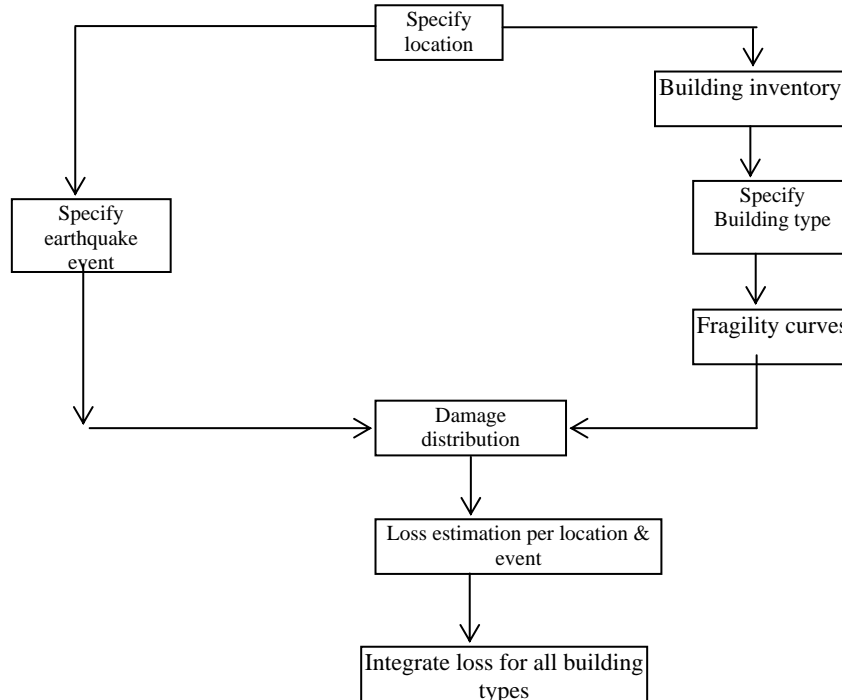 Specify
location
Building inventory
Specify
Building type
Specify
earthquake
event
Fragility curves
Damage
distribution
Loss estimation per location &
event
Integrate loss for all building
types